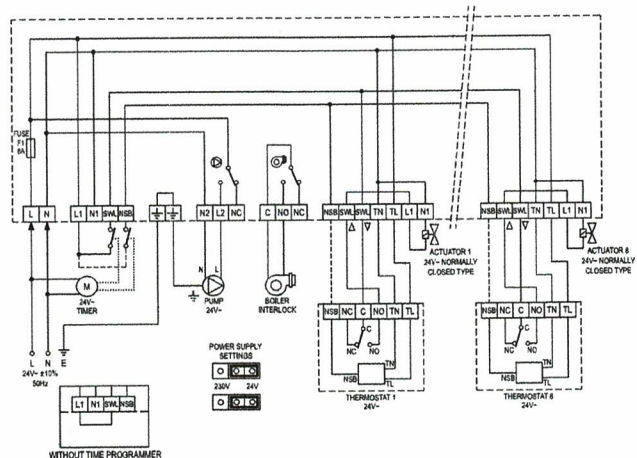 FUSE
F1
6A
L N
L1 N1 SWL NSB
N2 L2 NC
C NO NC
NSB SWL SWL TN TL L1 N1
NSB SWL SWL TN TL L1 N1
M
24V~
TIMER
N L
PUMP
24V~
BOILER
INTERLOCK
ACTUATOR 1
24V~ NORMALLY
CLOSED TYPE
ACTUATOR 6
24V~ NORMALLY
CLOSED TYPE
NSB NC C NO TN TL
C
NC NO
TN
NSB TL
THERMOSTAT 1
24V~
NSB NC C NO TN TL
C
NC NO
TN
NSB TL
THERMOSTAT 6
24V~
L N E
24V~ ±10%
50Hz
POWER SUPPLY
SETTINGS
230V 24V
L1 N1 SWL NSB
WITHOUT TIME PROGRAMMER